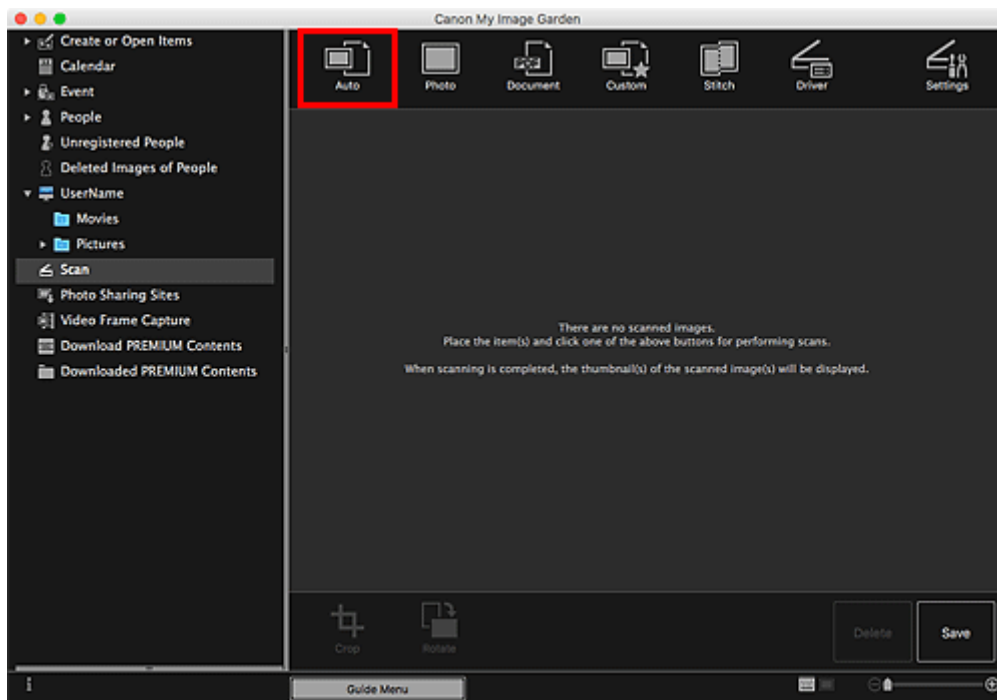 Canon My Image Garden
Create or Open Items
Calendar
Event
People
Unregistered People
Deleted Images of People
UserName
Movies
Pictures
Scan
Photo Sharing Sites
Video Frame Capture
Download PREMIUM Contents
Downloaded PREMIUM Contents
Auto
Photo
PDF
Document
Custom
Stitch
Driver
Settings
There are no scanned images.
Place the item(s) and click one of the above buttons for performing scans.
When scanning is completed, the thumbnail(s) of the scanned image(s) will be displayed.
Crop
Rotate
Delete
Save
Guide Menu